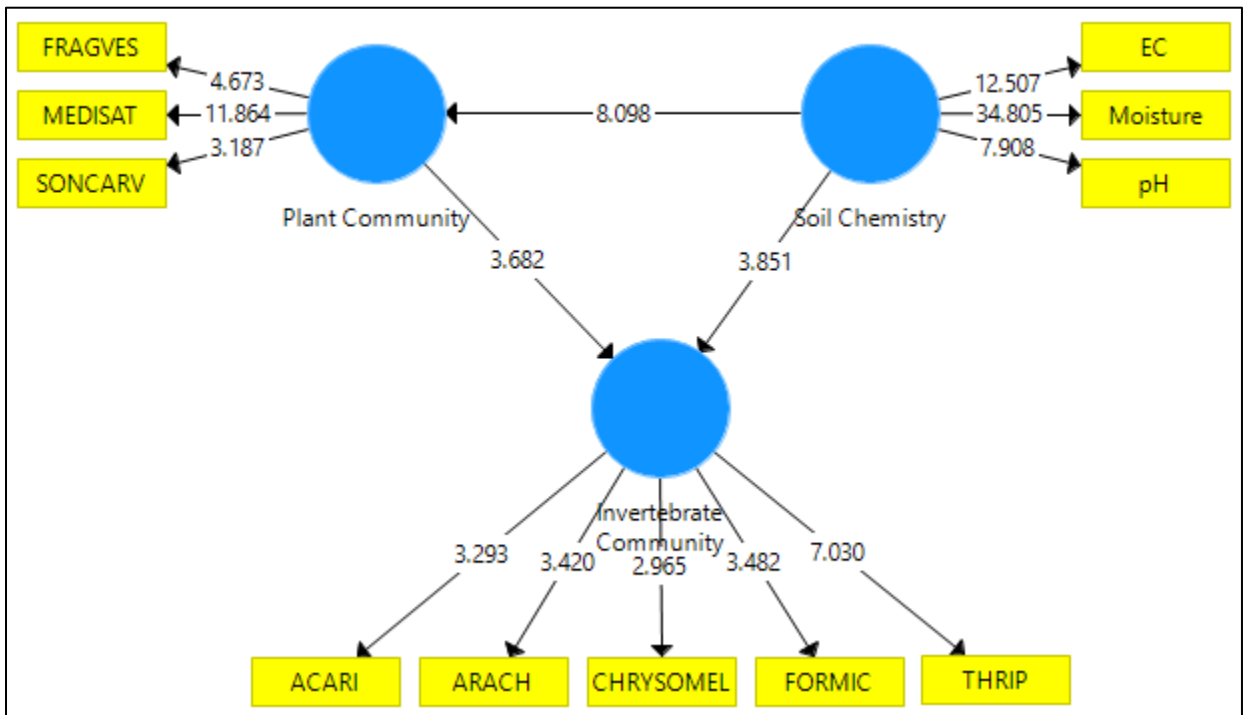 FRAGVES
EC
4.673
12.507
MEDISAT
11.864
8.098
34.805
Moisture
3.187
7.908
SONCARV
pH
Plant Community
Soil Chemistry
3.682
3.851
Invertebrate
Community
3.293
3.420
2.965
3.482
7.030
ACARI
ARACH
CHRYSOMEL
FORMIC
THRIP